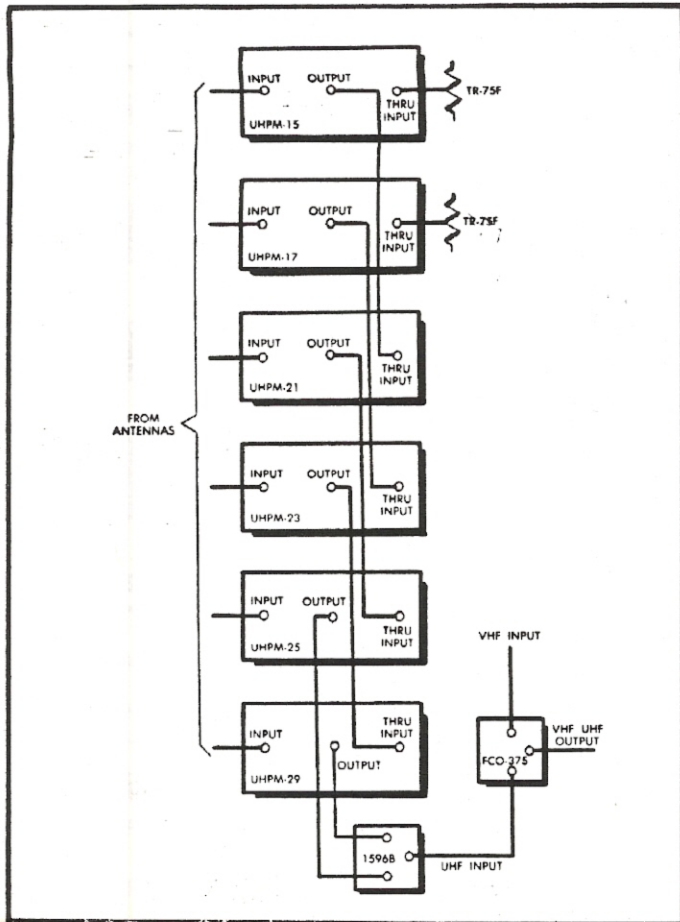 INPUT OUTPUT
THRU
INPUT
UHPM-15
TR-75F
INPUT OUTPUT
THRU
INPUT
UHPM-17
TR-75F
INPUT OUTPUT
THRU
INPUT
UHPM-21
FROM
ANTENNAS
INPUT OUTPUT
THRU
INPUT
UHPM-23
INPUT OUTPUT
THRU
INPUT
UHPM-25
VHF INPUT
INPUT
THRU
INPUT
OUTPUT
UHPM-29
VHF UHF
OUTPUT
FCO-375
1596B
UHF INPUT